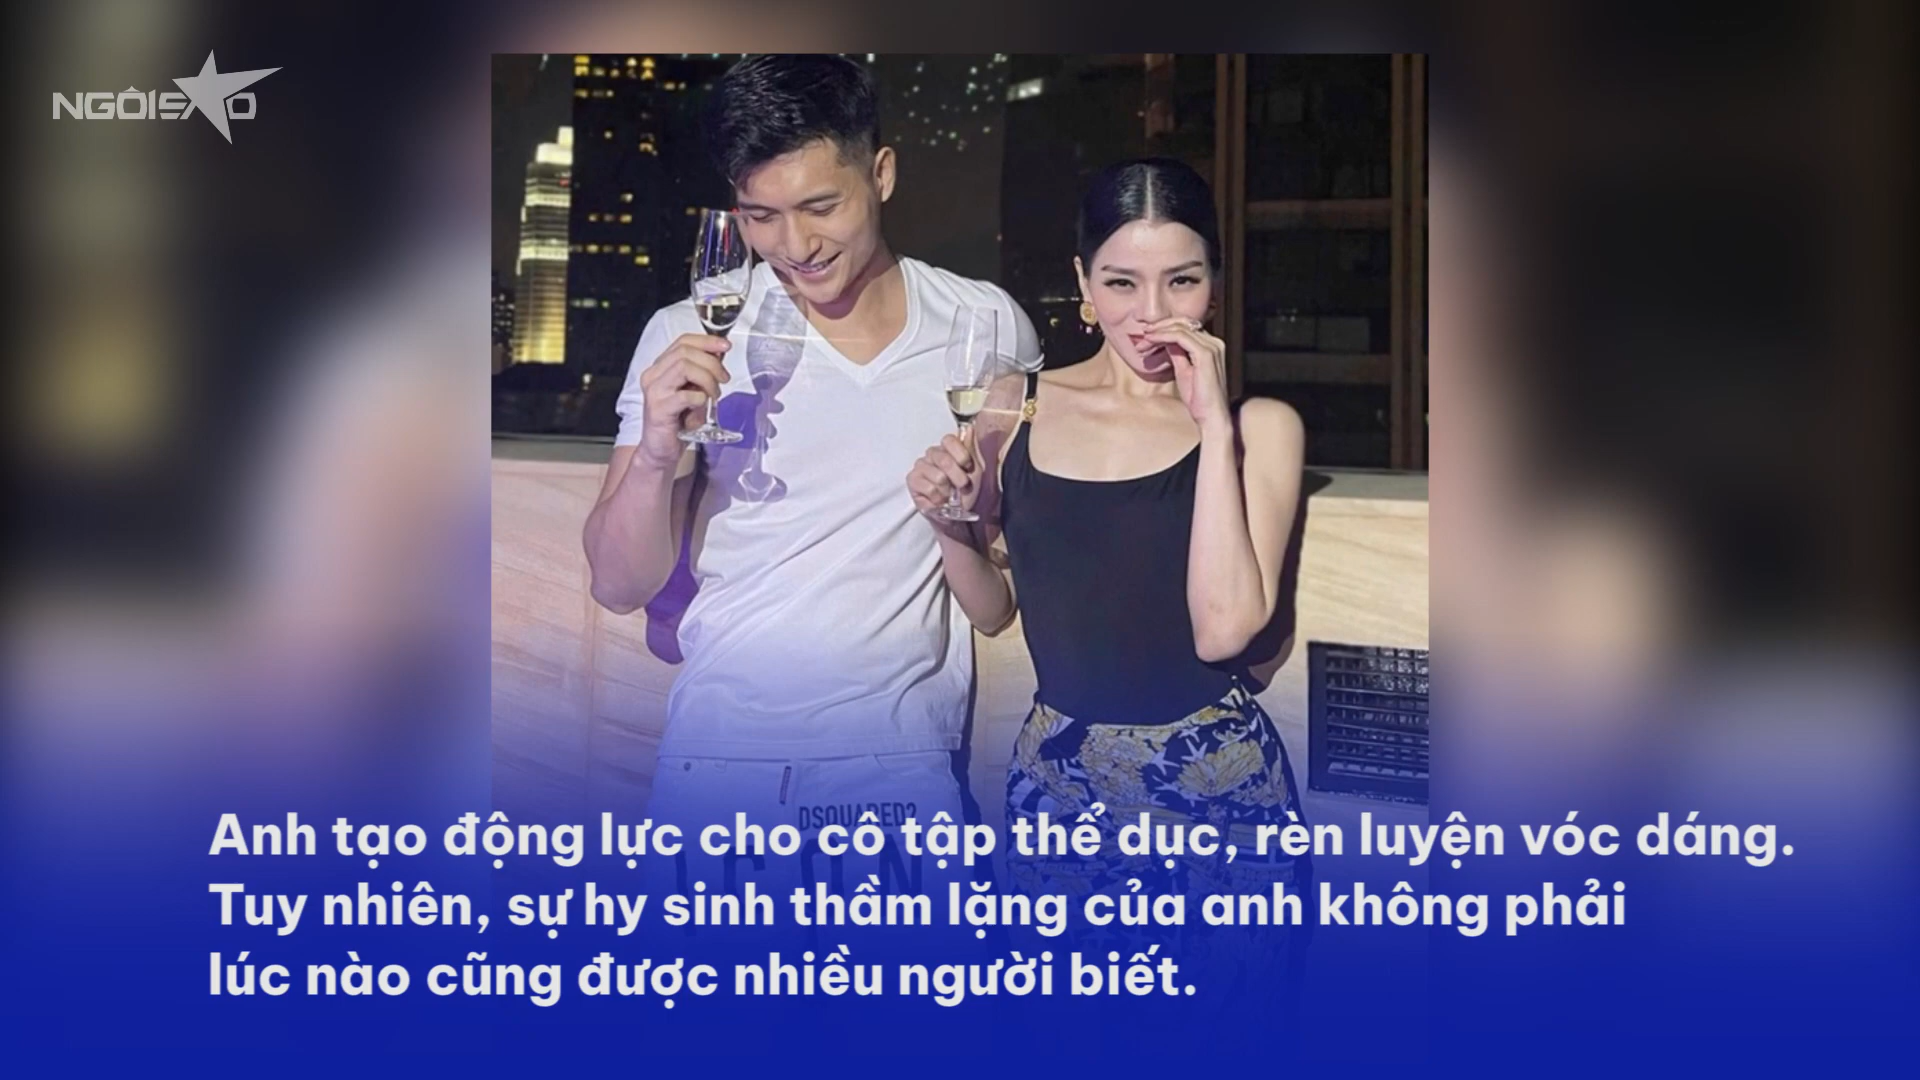 NGÔISAO
DSQUARED2
ICON
Anh tạo động lực cho cô tập thể dục, rèn luyện vóc dáng.
Tuy nhiên, sự hy sinh thầm lặng của anh không phải
lúc nào cũng được nhiều người biết.